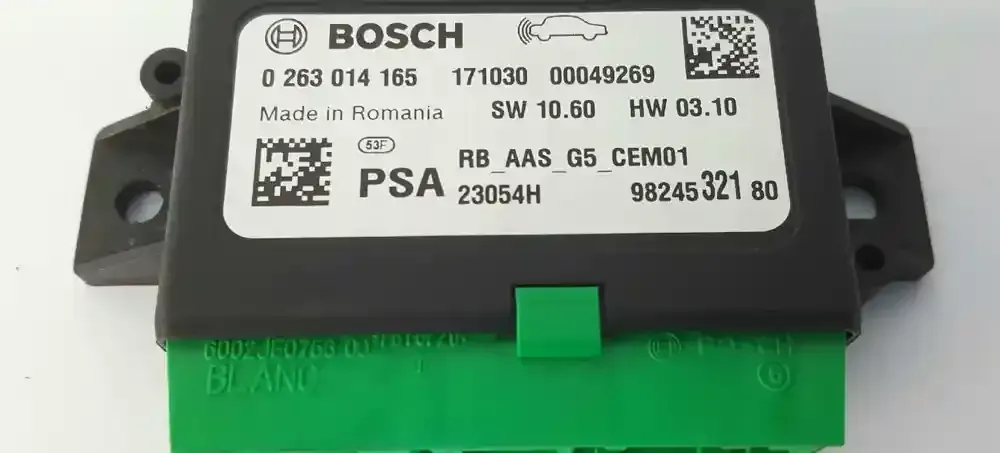 BOSCH
0 263 014 165 171030 00049269
Made in Romania SW 10.60 HW 03.10
53F
RB_AAS_G5_CEM01
PSA 23054H 98245 321 80
BLANC
6